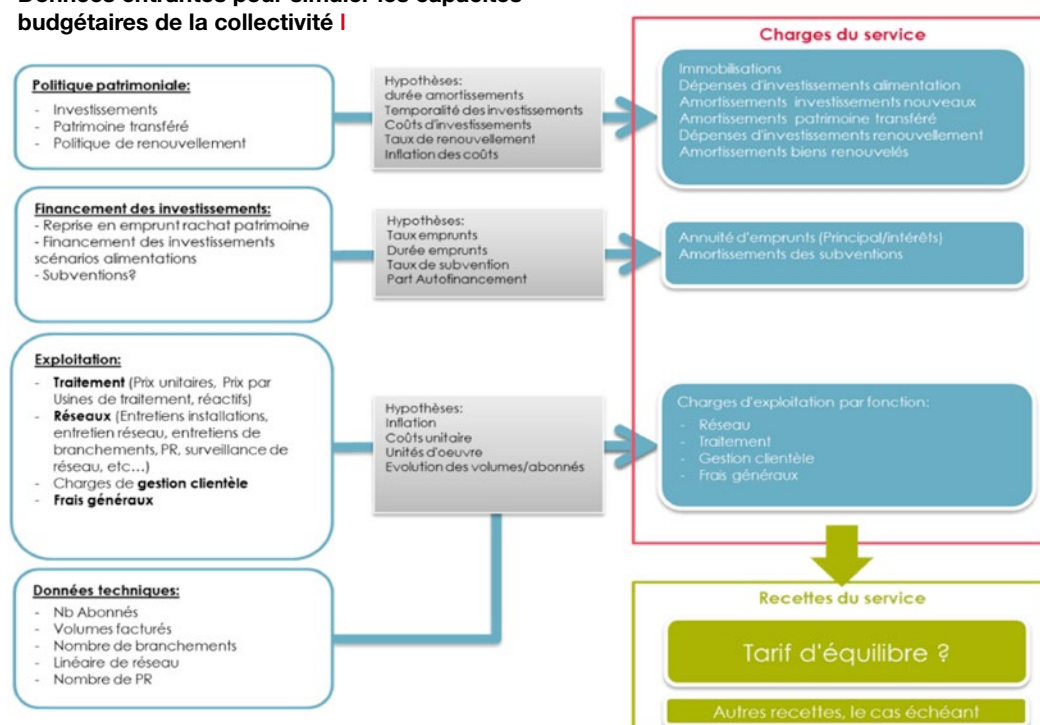 Données entrantes pour simuler les capacités
budgétaires de la collectivité |
Politique patrimoniale:
- Investissements
- Patrimoine transféré
- Politique de renouvellement
Hypothèses:
durée amortissements
Temporalité des investissements
Coûts d'investissements
Taux de renouvellement
Inflation des coûts
Charges du service
Immobilisations
Dépenses d'investissements alimentation
Amortissements investissements nouveaux
Amortissements patrimoine transféré
Dépenses d'investissements renouvellement
Amortissements biens renouvelés
Financement des investissements:
- Reprise en emprunt rachat patrimoine
- Financement des investissements
scénarios alimentations
- Subventions?
Hypothèses:
Taux emprunts
Durée emprunts
Taux de subvention
Part Autofinancement
Annuité d'emprunts (Principal/intérêts)
Amortissements des subventions
Exploitation:
- Traitement (Prix unitaires, Prix par
Usines de traitement, réactifs)
- Réseaux (Entretiens installations,
entretien réseau, entretiens de
branchements, PR, surveillance de
réseau, etc...)
- Charges de gestion clientèle
- Frais généraux
Hypothèses:
Inflation
Coûts unitaire
Unités d'oeuvre
Evolution des volumes/abonnés
Charges d'exploitation par fonction:
- Réseau
- Traitement
- Gestion clientèle
- Frais généraux
Données techniques:
- Nb Abonnés
- Volumes facturés
- Nombre de branchements
- Linéaire de réseau
- Nombre de PR
Recettes du service
Tarif d'équilibre ?
Autres recettes, le cas échéant